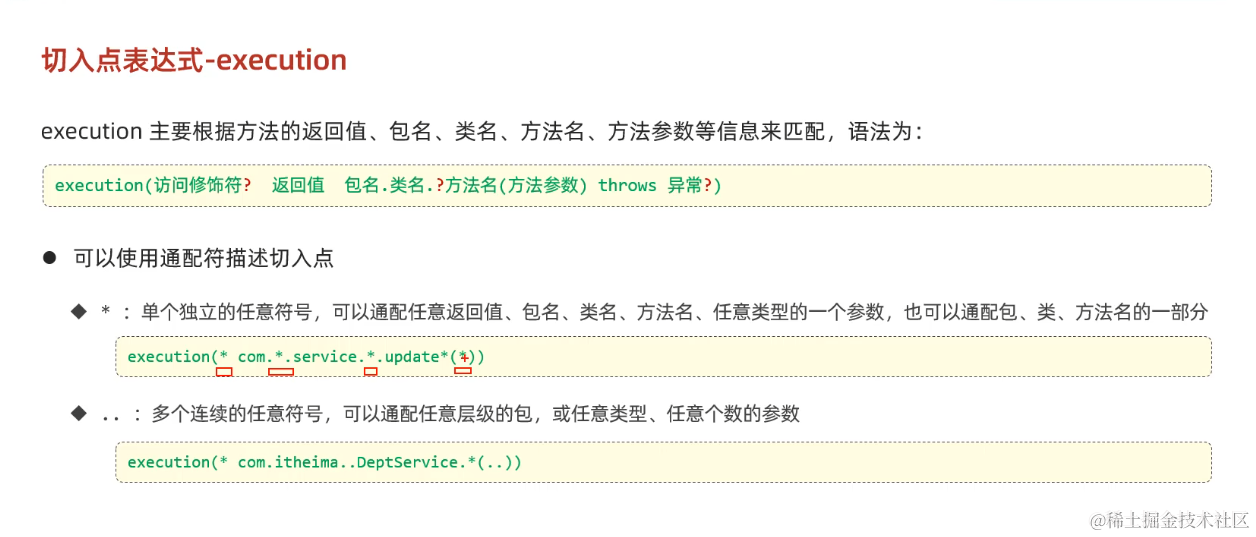 切入点表达式-execution
execution 主要根据方法的返回值、包名、类名、方法名、方法参数等信息来匹配，语法为：
execution(访问修饰符?  返回值  包名.类名.?方法名(方法参数) throws 异常?)
● 可以使用通配符描述切入点
◆ * ：单个独立的任意符号，可以通配任意返回值、包名、类名、方法名、任意类型的一个参数，也可以通配包、类、方法名的一部分
execution(* com.*.service.*.update*(*))
◆ .. ：多个连续的任意符号，可以通配任意层级的包，或任意类型、任意个数的参数
execution(* com.itheima..DeptService.*(..))
@稀土掘金技术社区